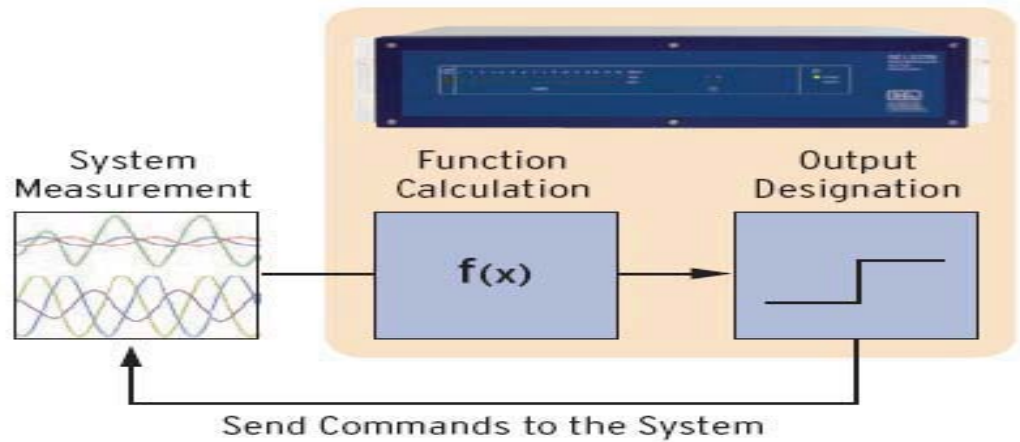 System
Measurement
Function
Calculation
Output
Designation
f(x)
Send Commands to the System